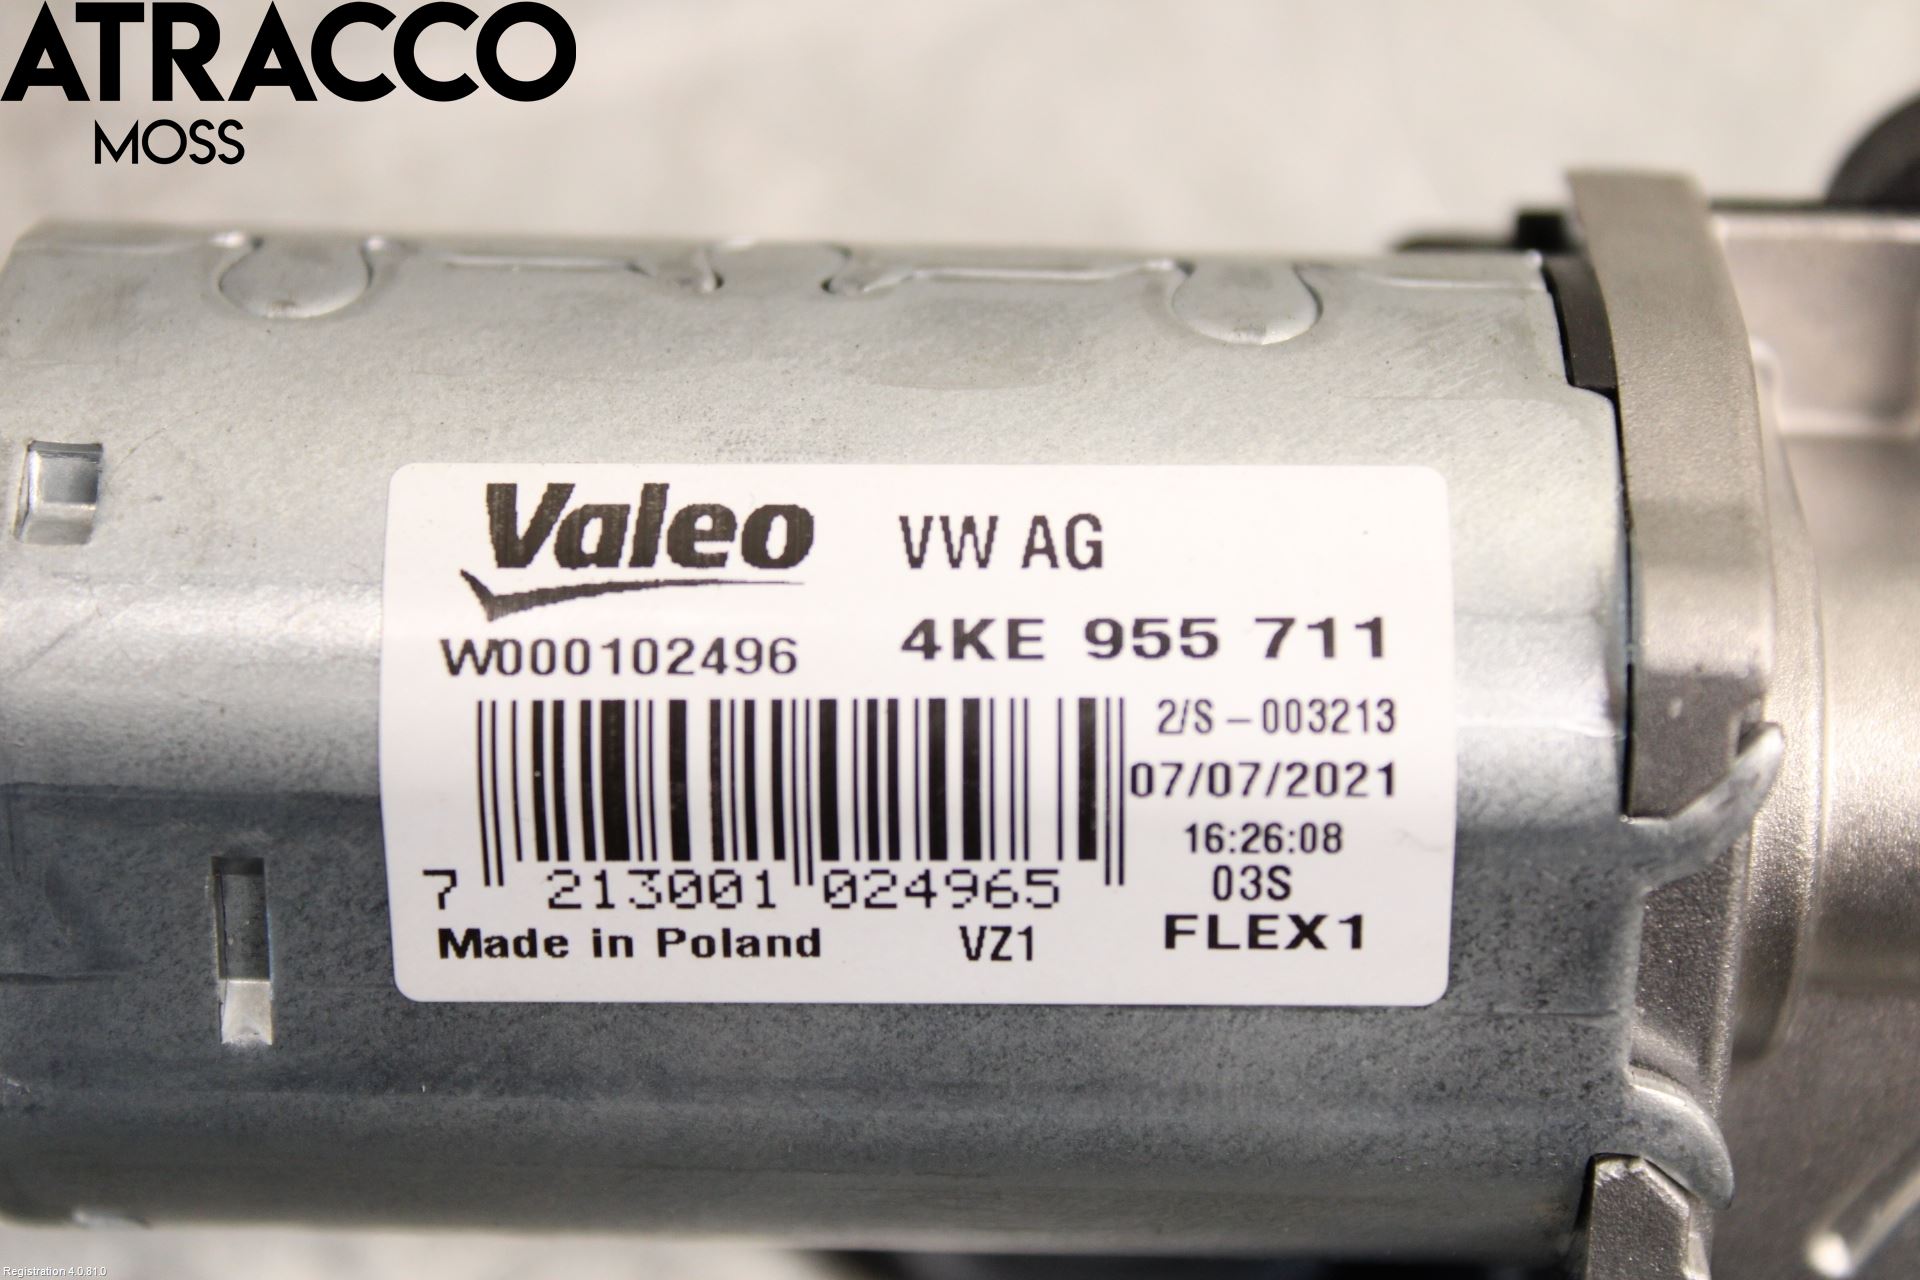 ATRACCO
MOSS
Valeo VW AG
W000102496 4KE 955 711
2/S-003213
07/07/2021
16:26:08
03S
7 213001 024965
FLEX1
Made in Poland VZ1
Registration 4.0.81.0